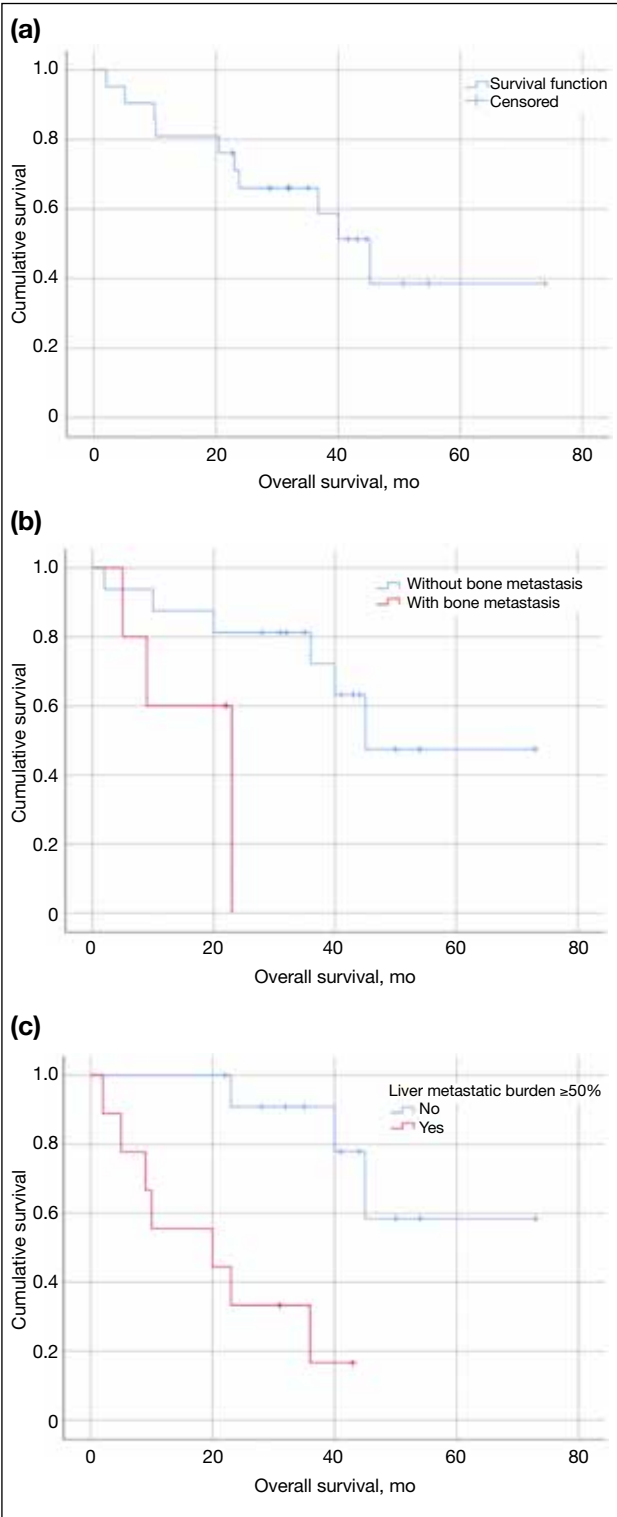 (a)
1.0
0.8
0.6
0.4
0.2
0
Cumulative survival
Survival function
Censored
0 20 40 60 80
Overall survival, mo
(b)
1.0
0.8
0.6
0.4
0.2
0
Cumulative survival
Without bone metastasis
With bone metastasis
0 20 40 60 80
Overall survival, mo
(c)
1.0
0.8
0.6
0.4
0.2
0
Cumulative survival
Liver metastatic burden ≥50%
No
Yes
0 20 40 60 80
Overall survival, mo